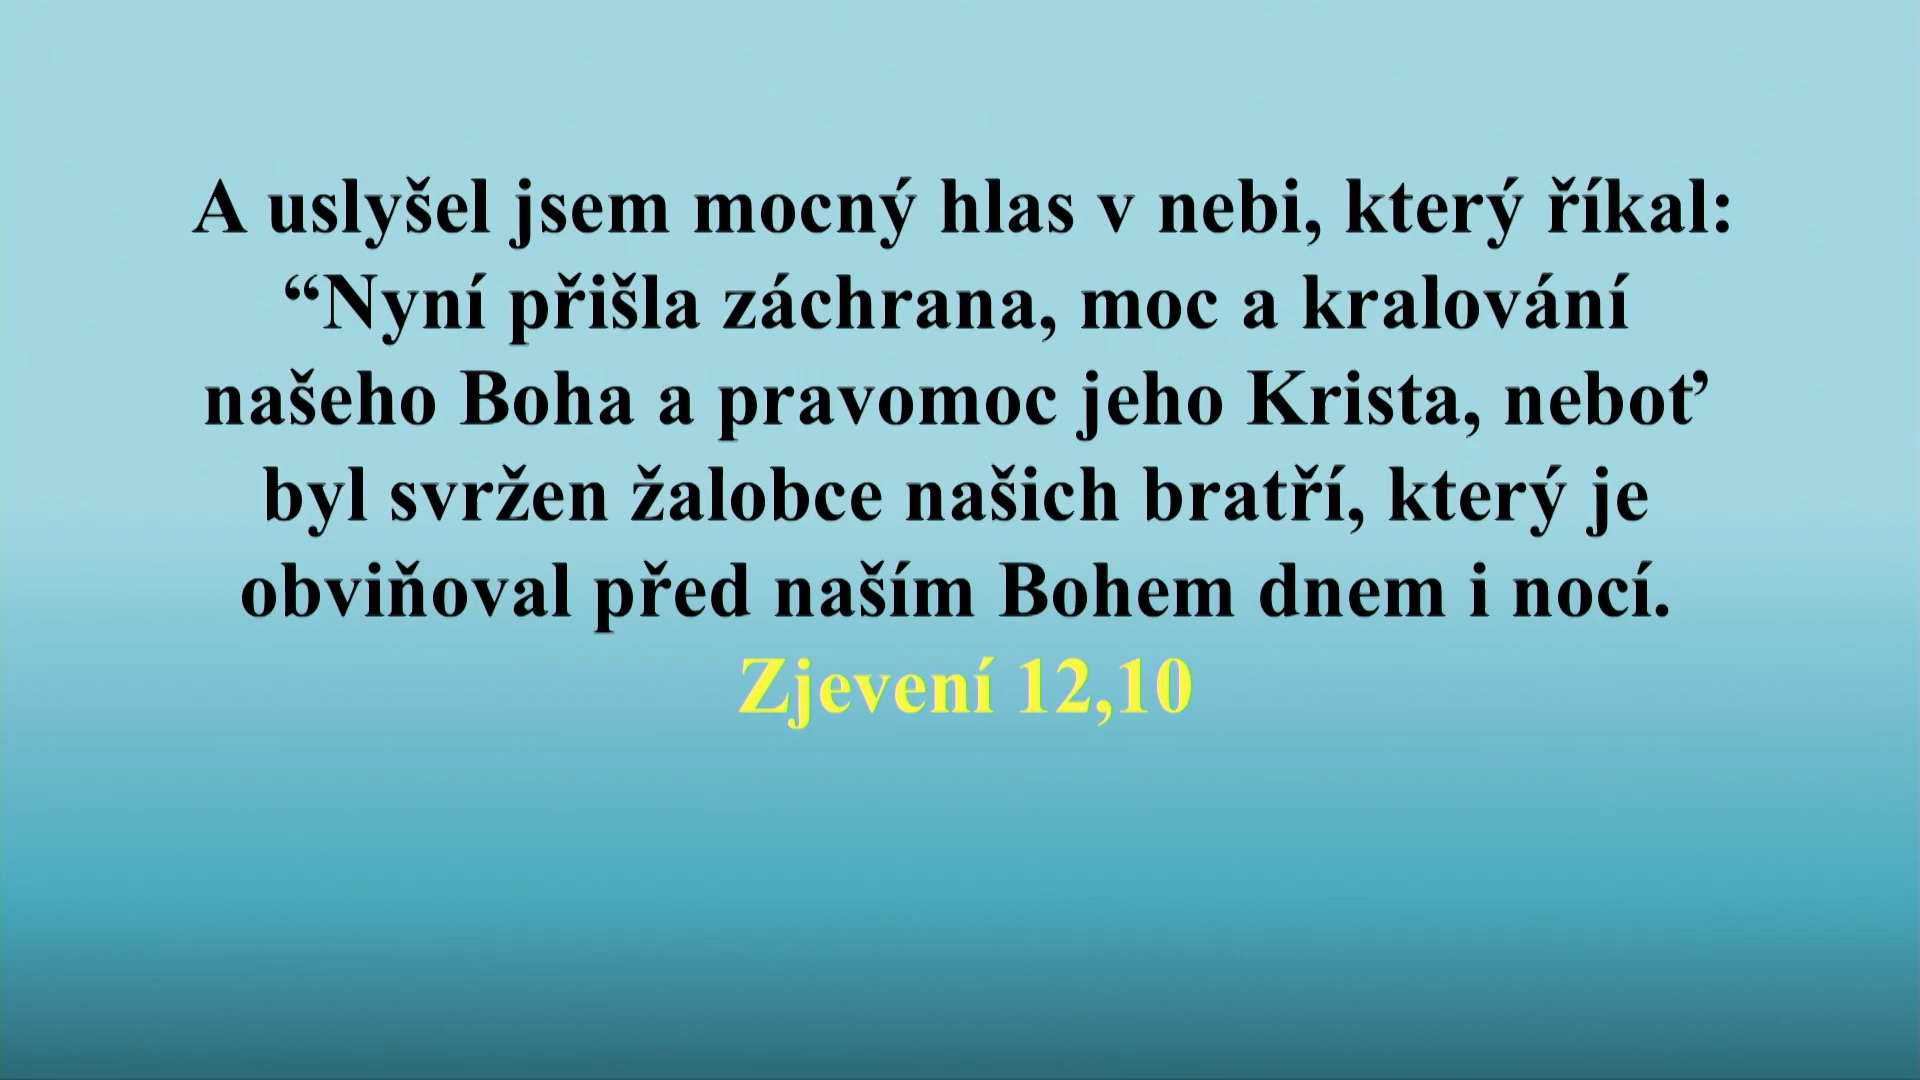 A uslyšel jsem mocný hlas v nebi, který říkal:
“Nyní přišla záchrana, moc a kralování
našeho Boha a pravomoc jeho Krista, neboť
byl svržen žalobce našich bratří, který je
obviňoval před naším Bohem dnem i nocí.
Zjevení 12,10